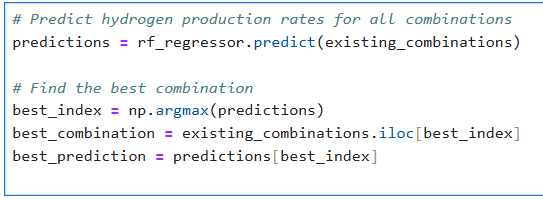 # Predict hydrogen production rates for all combinations
predictions = rf_regressor.predict(existing_combinations)
# Find the best combination
best_index = np.argmax(predictions)
best_combination = existing_combinations.iloc[best_index]
best_prediction = predictions[best_index]